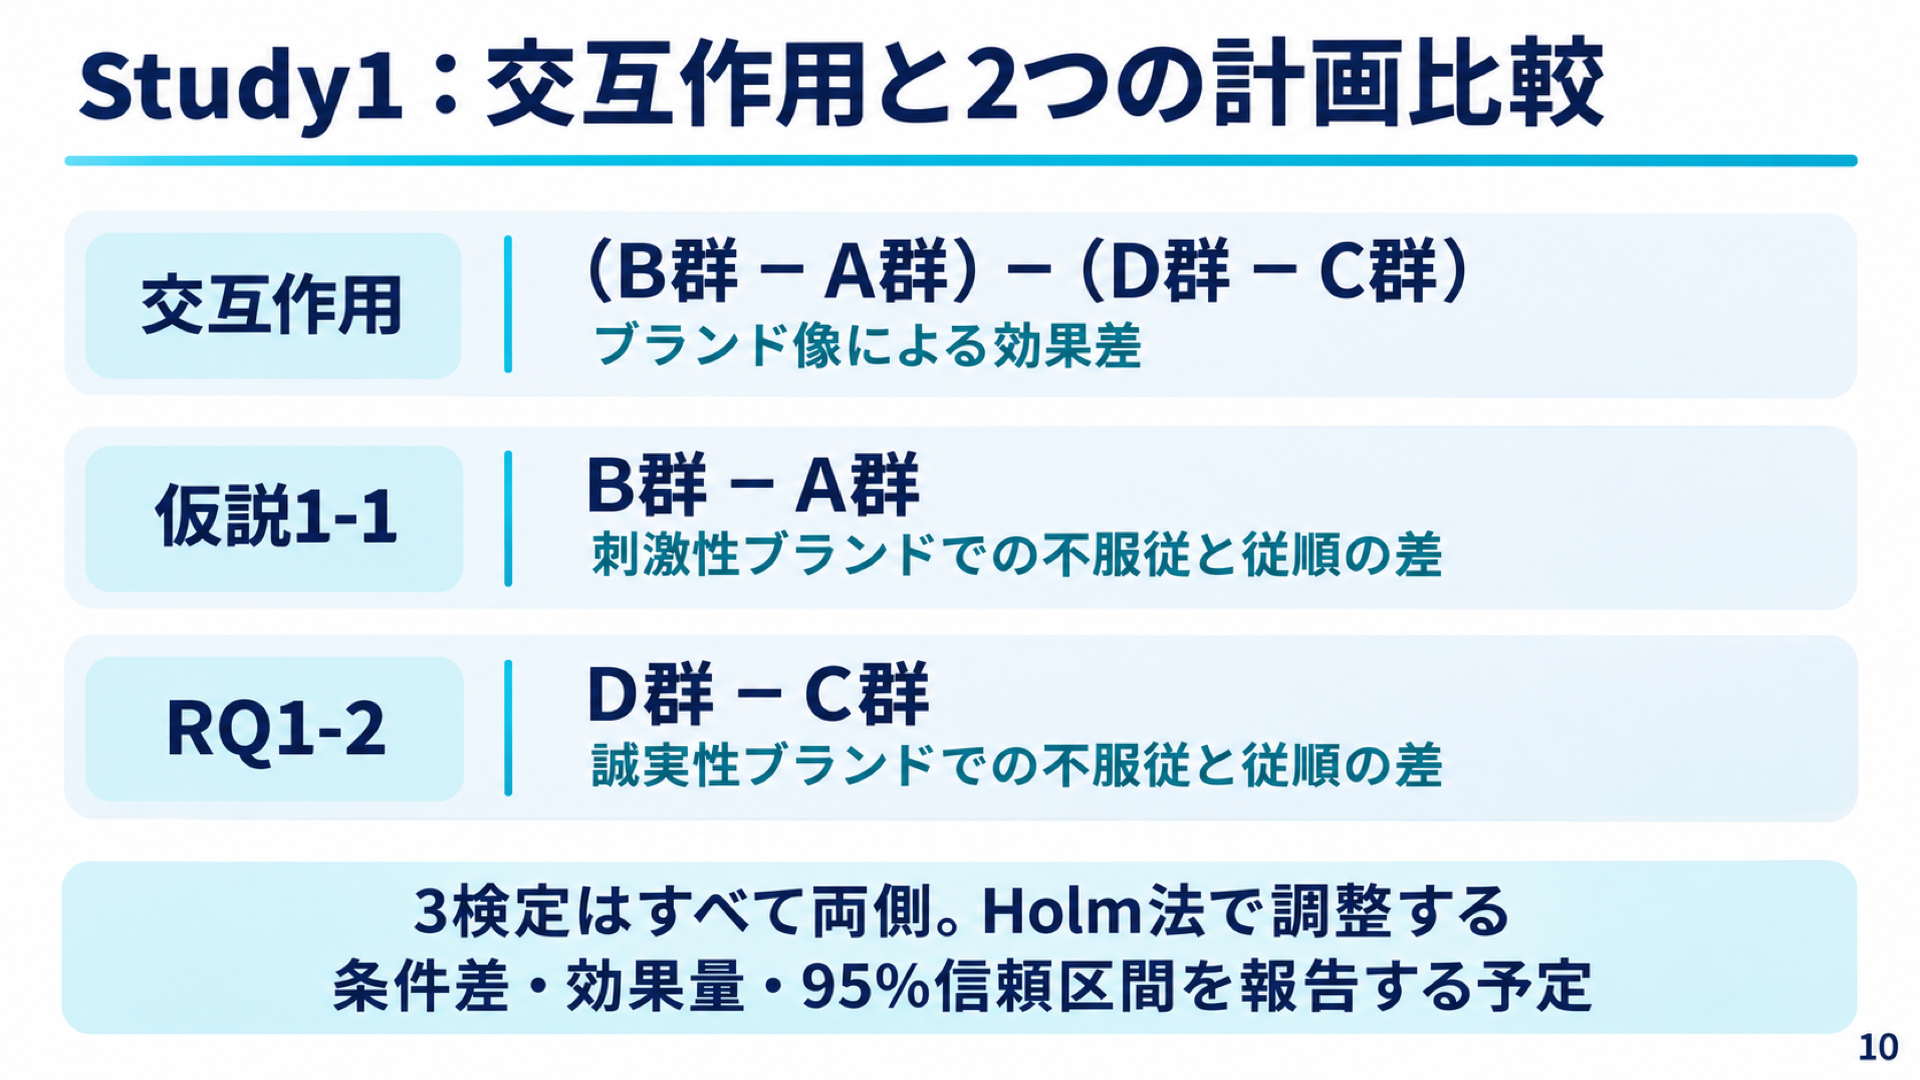 Study1：交互作用と2つの計画比較
交互作用
（B群 − A群）−（D群 − C群）
ブランド像による効果差
仮説1-1
B群 − A群
刺激性ブランドでの不服従と従順の差
RQ1-2
D群 − C群
誠実性ブランドでの不服従と従順の差
3検定はすべて両側。Holm法で調整する
条件差・効果量・95%信頼区間を報告する予定
10